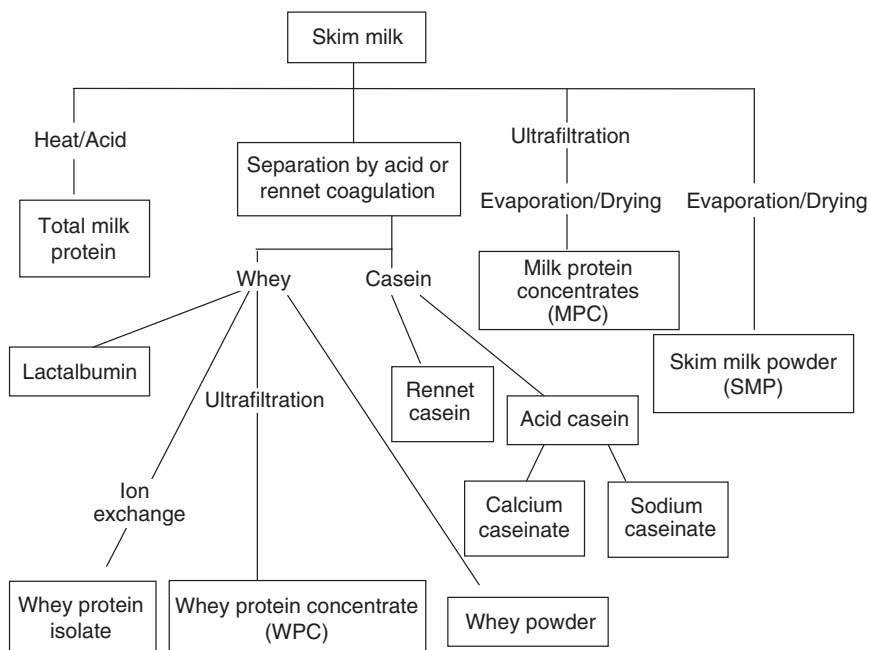 Skim milk
Heat/Acid
Ultrafiltration
Separation by acid or
rennet coagulation
Evaporation/Drying
Evaporation/Drying
Total milk
protein
Whey
Casein
Milk protein
concentrates
(MPC)
Skim milk powder
(SMP)
Lactalbumin
Ultrafiltration
Rennet
casein
Acid casein
Ion
exchange
Calcium
caseinate
Sodium
caseinate
Whey protein
isolate
Whey protein concentrate
(WPC)
Whey powder